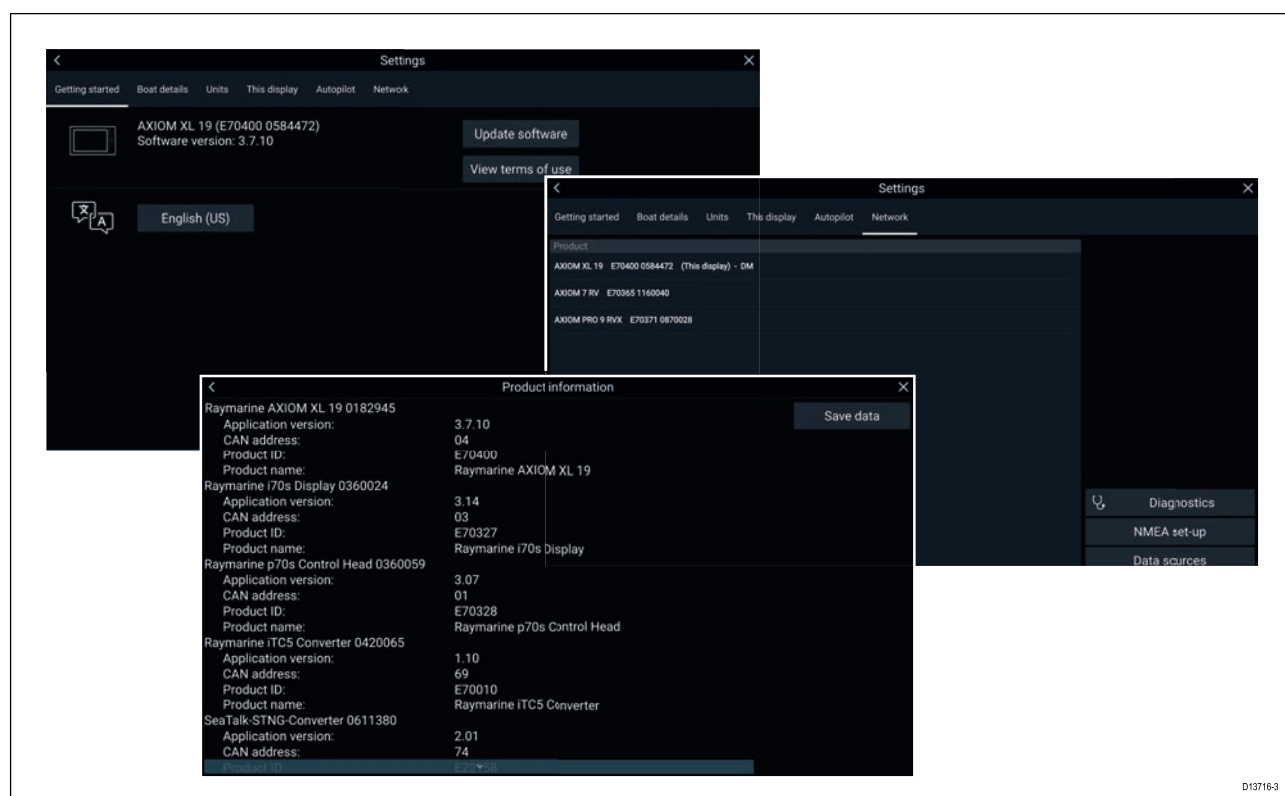 Settings
Getting started Boat details Units This display Autopilot Network
AXIOM XL 19 (E70400 0584472)
Software version: 3.7.10
Update software
View terms of use
English (US)
Settings
Getting started Boat details Units This display Autopilot Network
Product
AXIOM XL 19 E70400 0584472 (This display) - DM
AXIOM 7 RV E70365 1160040
AXIOM PRO 9 RVX E70371 0870028
Diagnostics
NMEA set-up
Data sources
Product information
Save data
Raymarine AXIOM XL 19 0182945
Application version: 3.7.10
CAN address: 04
Product ID: E70400
Product name: Raymarine AXIOM XL 19
Raymarine i70s Display 0360024
Application version: 3.14
CAN address: 03
Product ID: E70327
Product name: Raymarine i70s Display
Raymarine p70s Control Head 0360059
Application version: 3.07
CAN address: 01
Product ID: E70328
Product name: Raymarine p70s Control Head
Raymarine iTC5 Converter 0420065
Application version: 1.10
CAN address: 69
Product ID: E70010
Product name: Raymarine iTC5 Converter
SeaTalk-STNG-Converter 0611380
Application version: 2.01
CAN address: 74
Product ID:
D13716-3